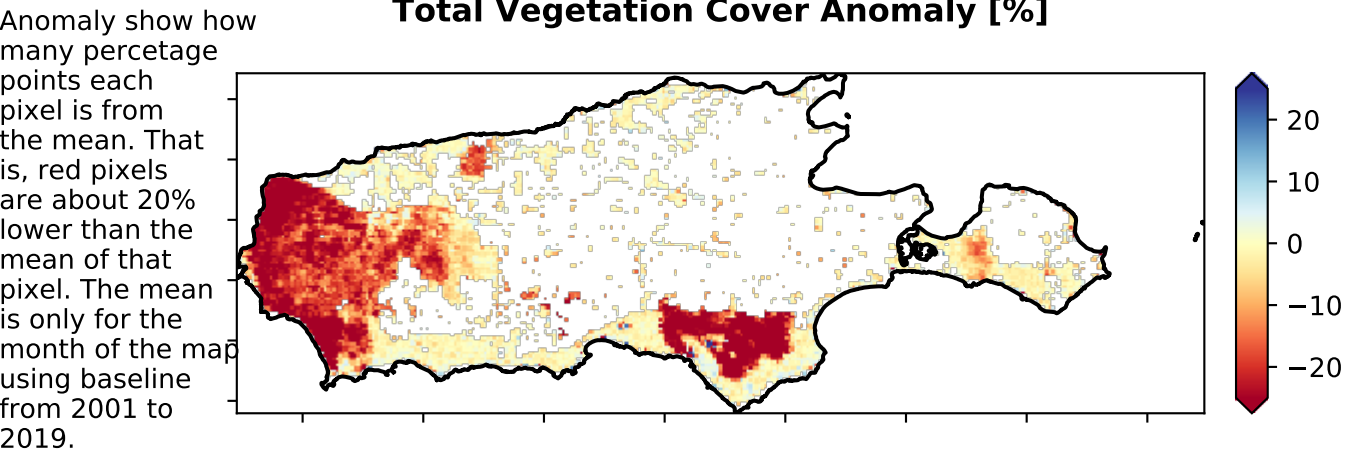 Total Vegetation Cover Anomaly [%]
Anomaly show how
many percetage
points each
pixel is from
the mean. That
is, red pixels
are about 20%
lower than the
mean of that
pixel. The mean
is only for the
month of the map
using baseline
from 2001 to
2019.
20
10
0
−10
−20